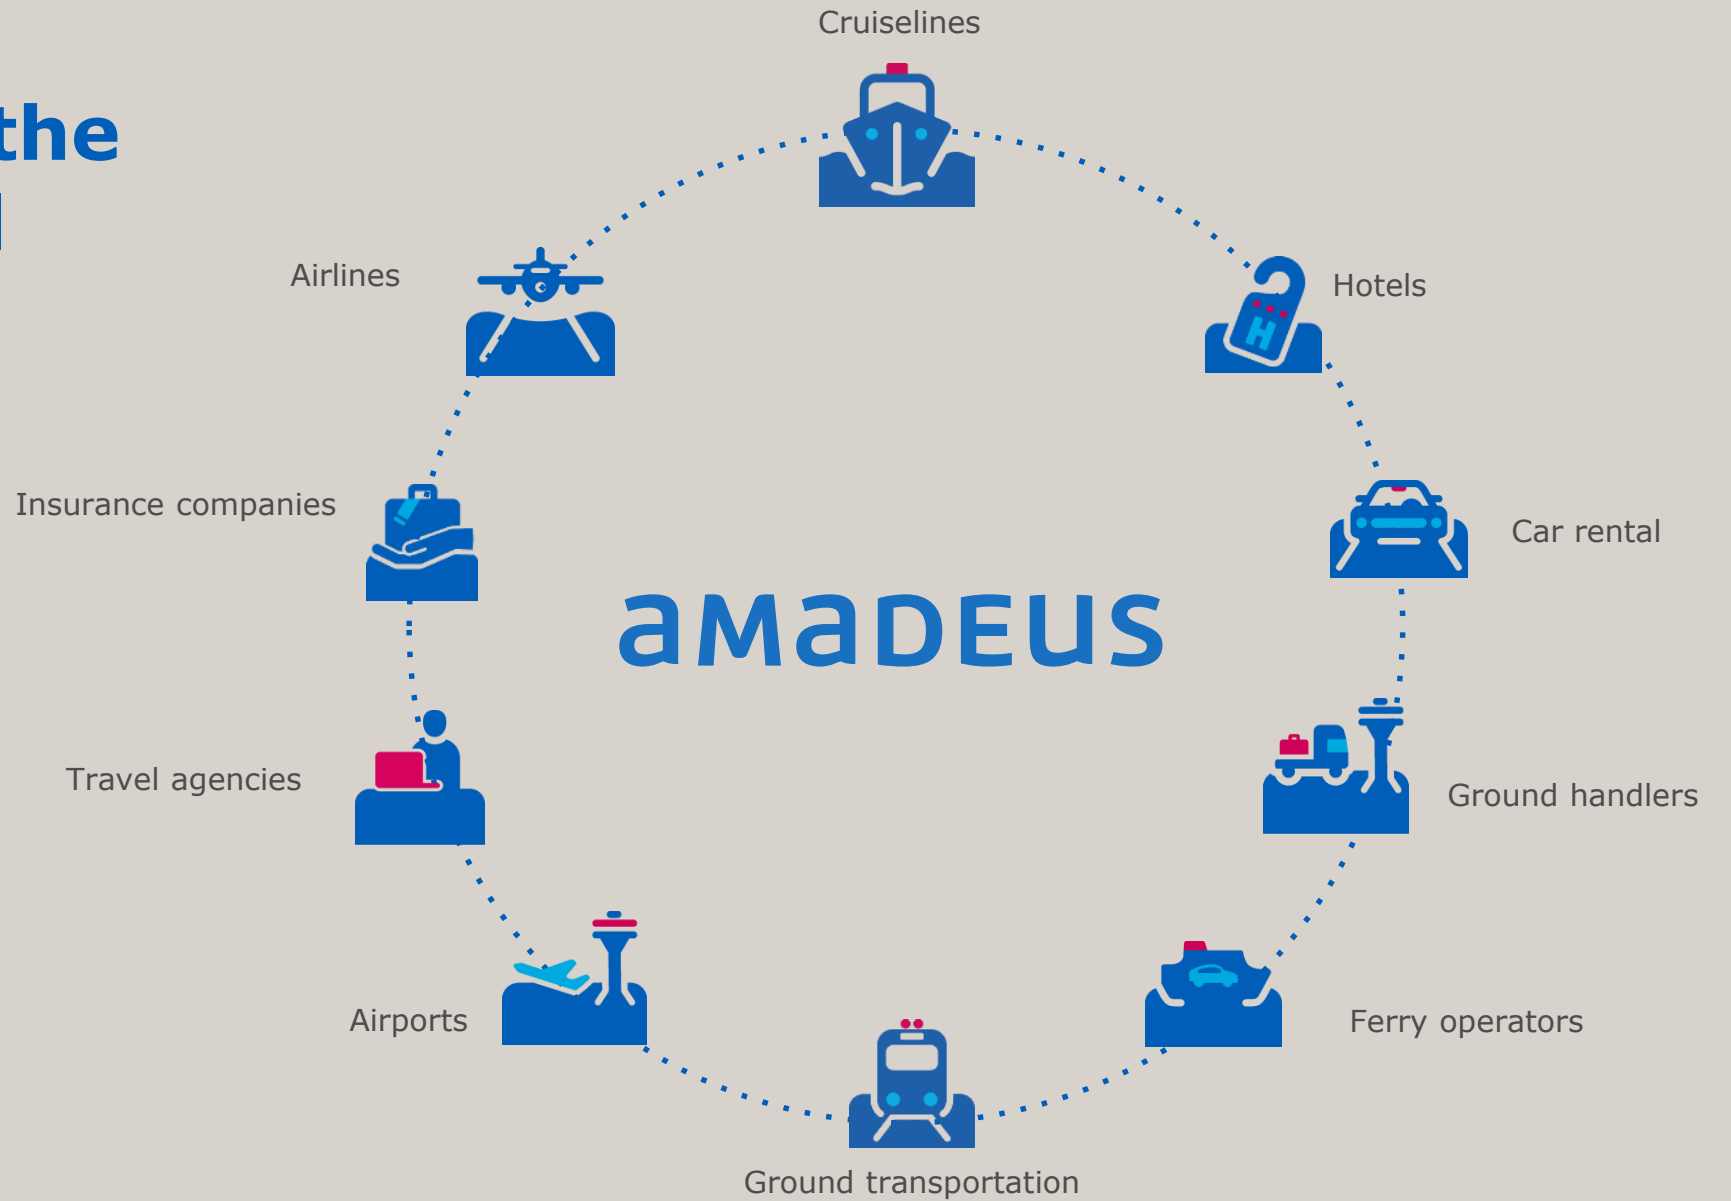 Cruiselines
the
Airlines
Hotels
Insurance companies
Car rental
amadeus
Travel agencies
Ground handlers
Airports
Ferry operators
Ground transportation
H